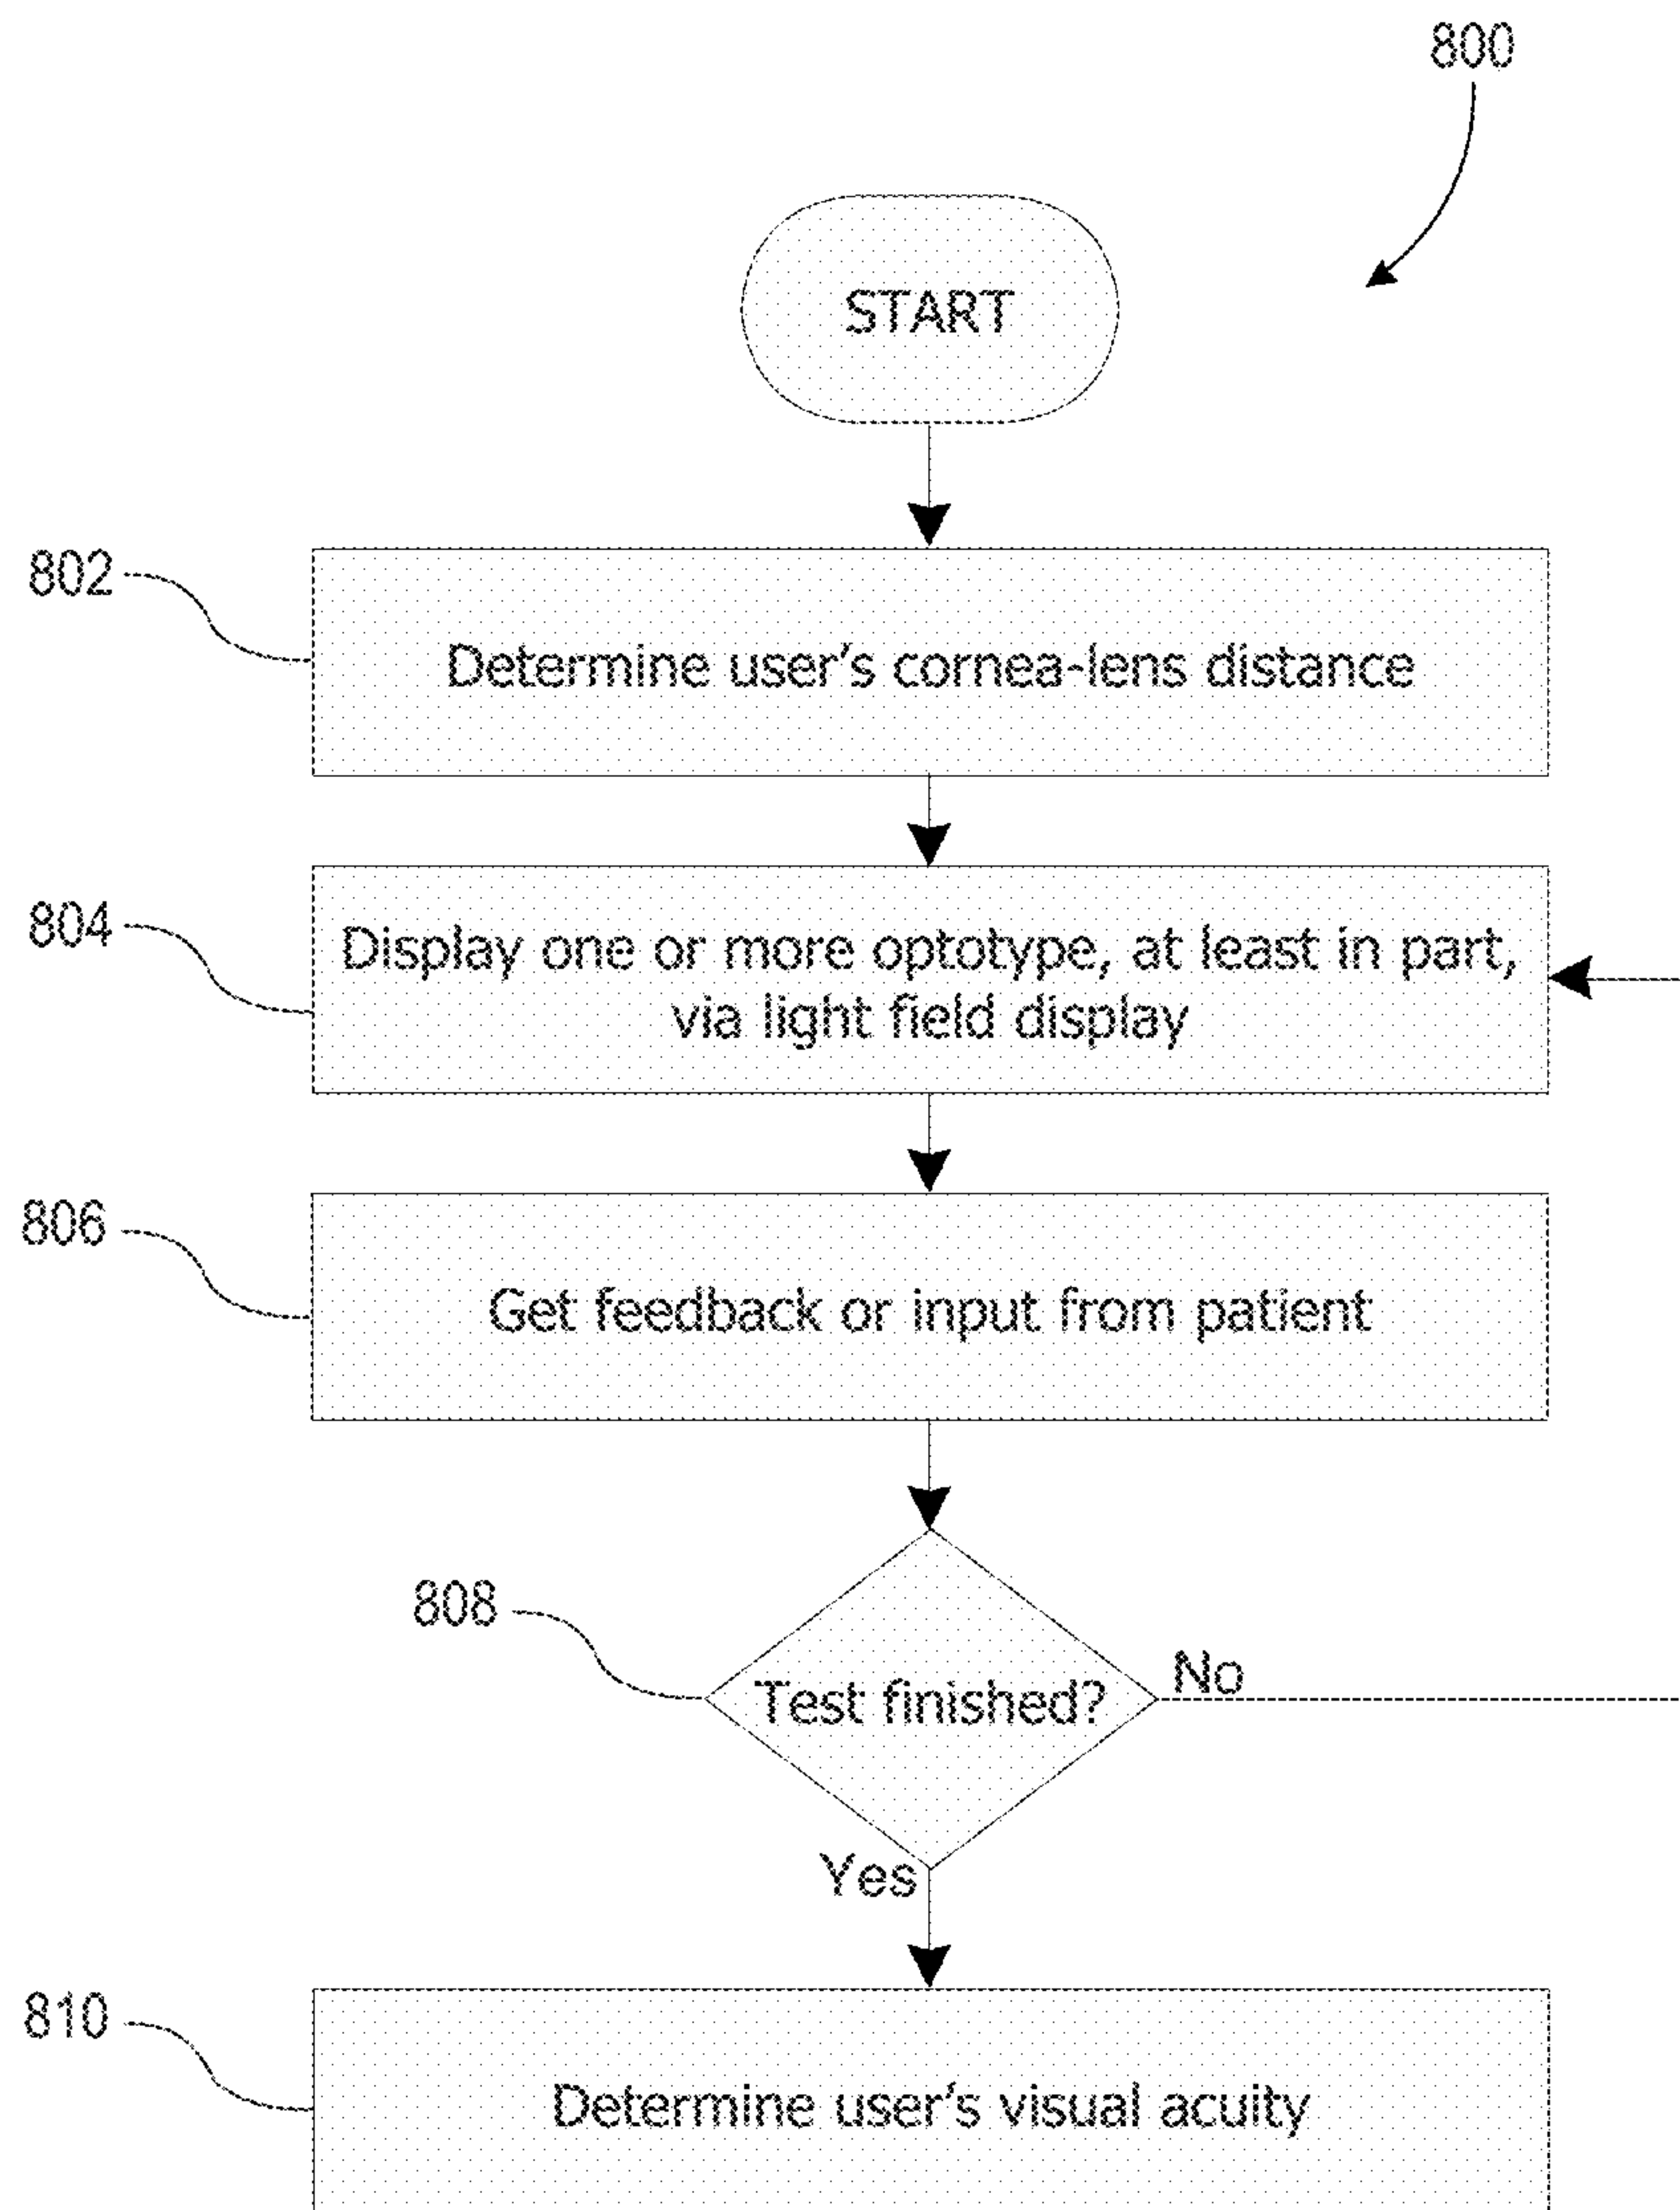 800
START
802
Determine user's cornea-lens distance
804
Display one or more optotype, at least in part,
via light field display
806
Get feedback or input from patient
808
Test finished?
No
Yes
810
Determine user's visual acuity